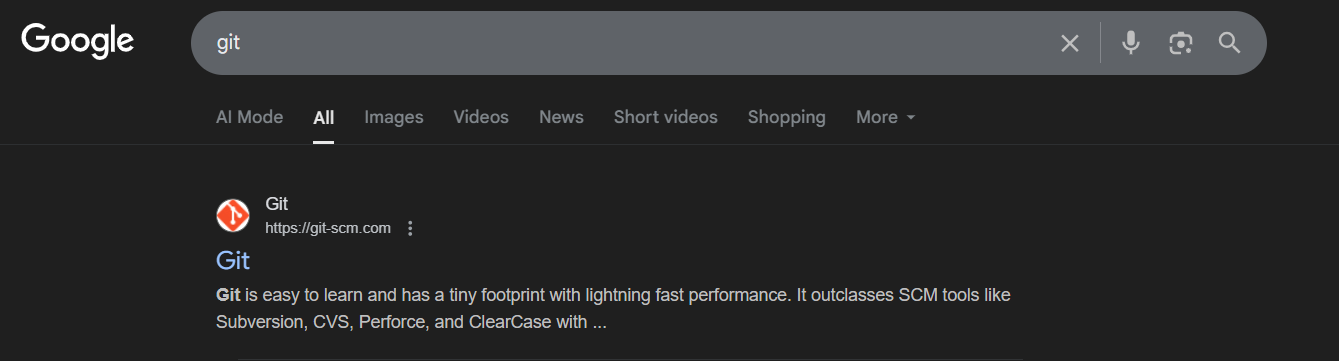 Google
git
AI Mode All Images Videos News Short videos Shopping More
Git
https://git-scm.com
Git
Git is easy to learn and has a tiny footprint with lightning fast performance. It outclasses SCM tools like
Subversion, CVS, Perforce, and ClearCase with ...